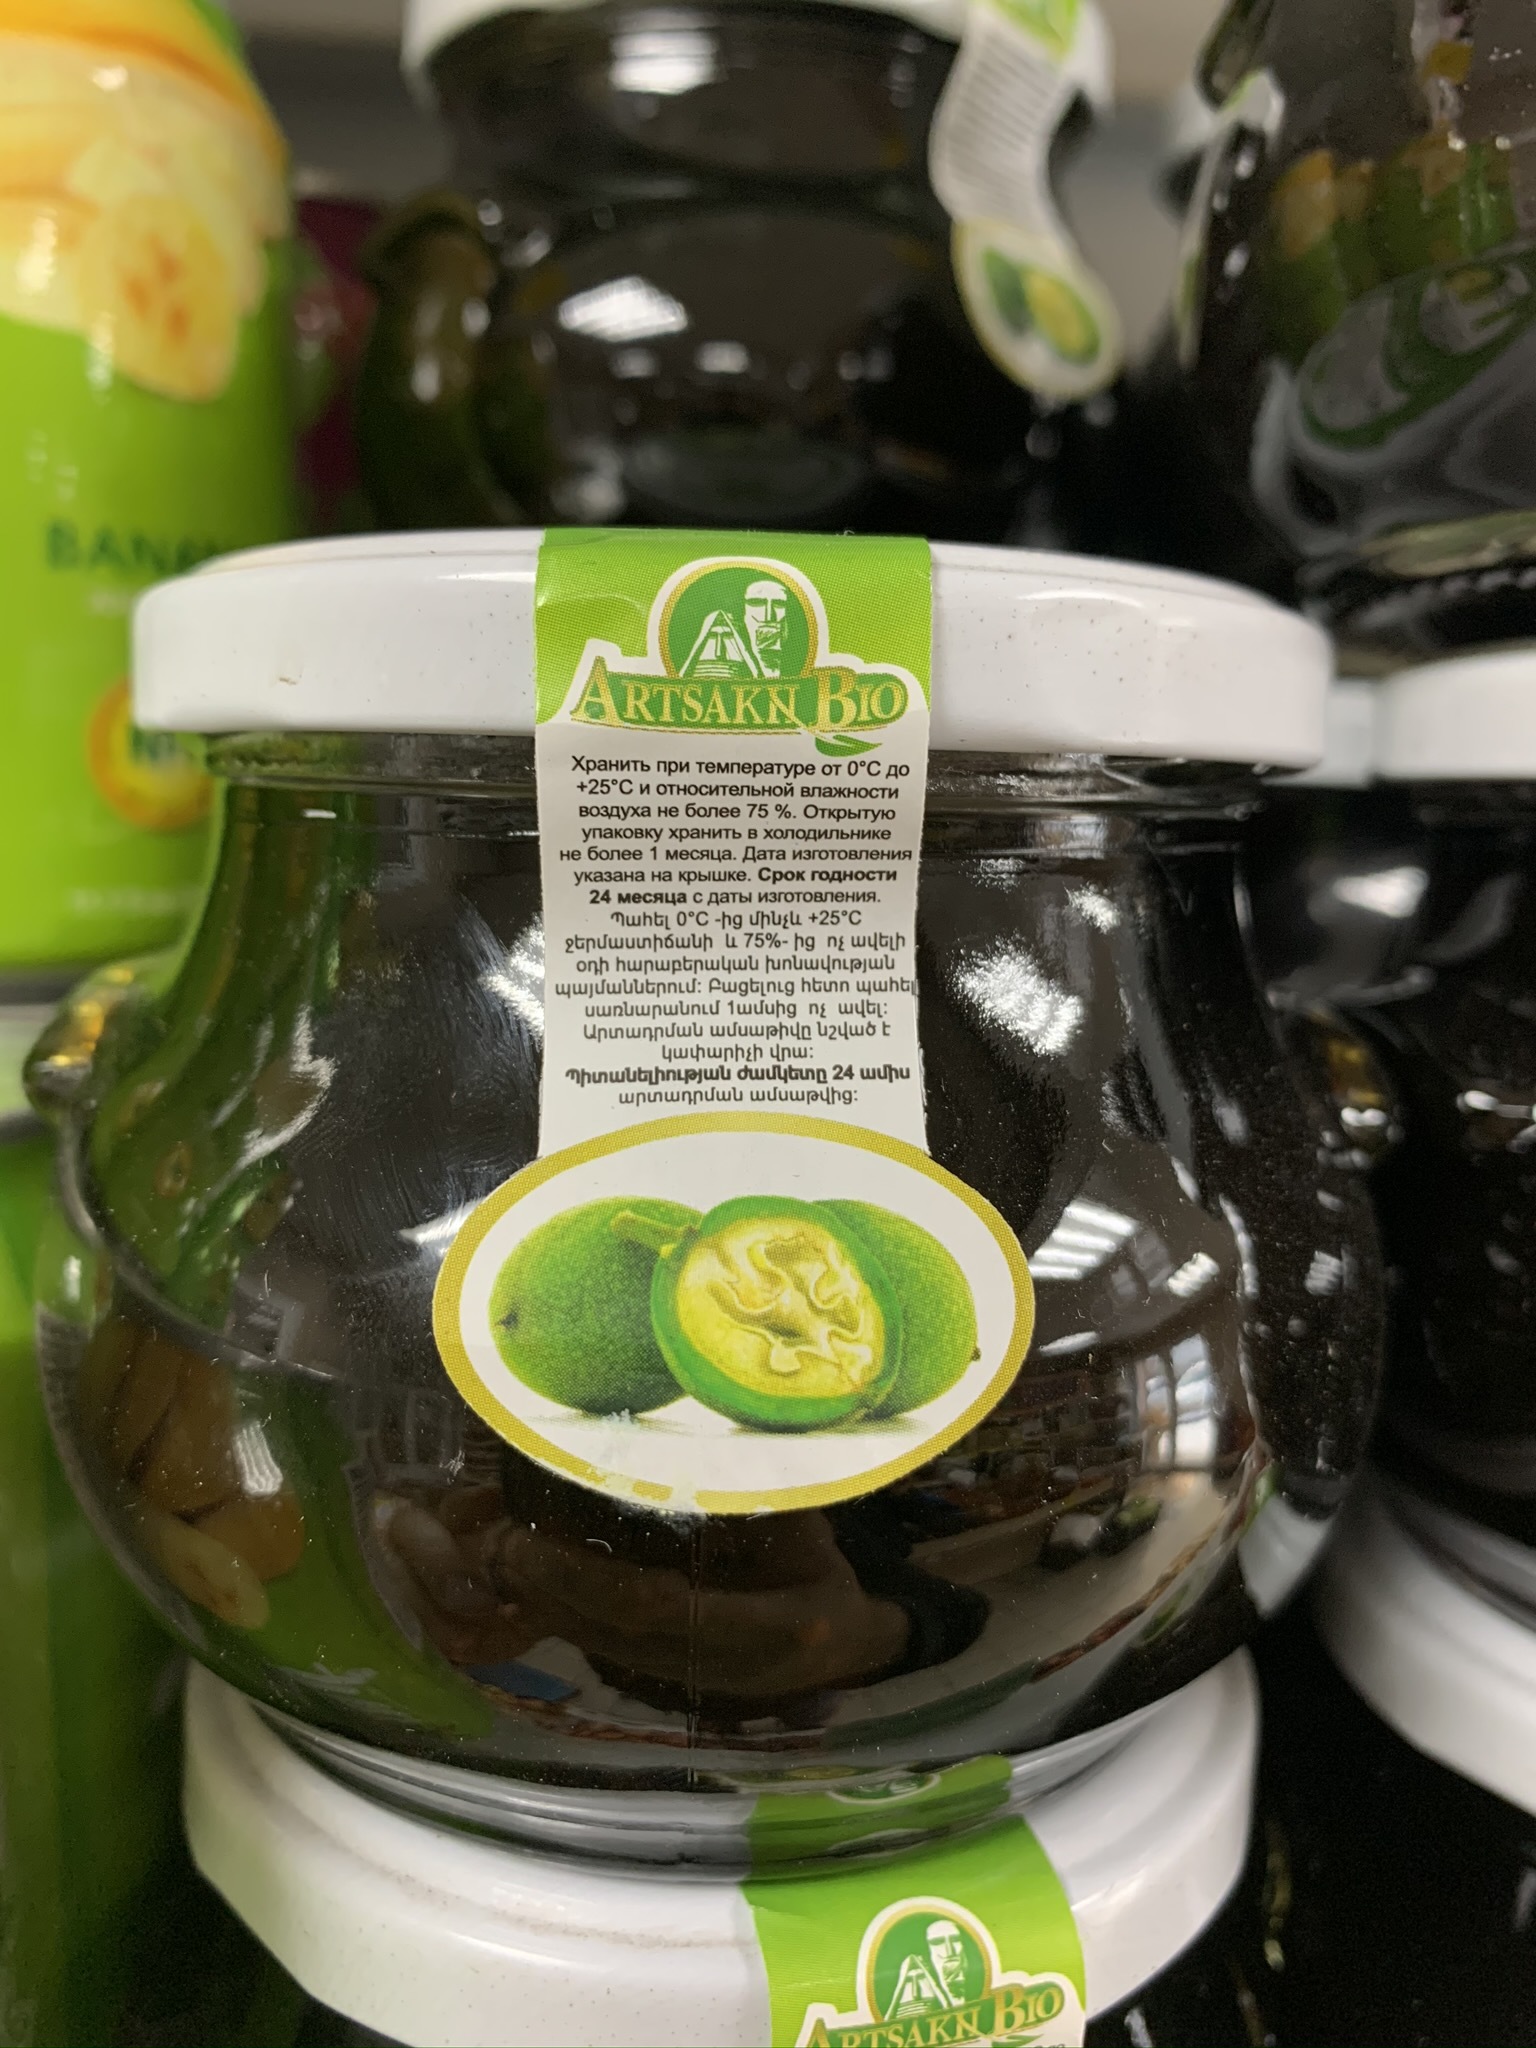 ARTSAKH BIO
Хранить при температуре от 0°C до
+25°C и относительной влажности
воздуха не более 75 %. Открытую
упаковку хранить в холодильнике
не более 1 месяца. Дата изготовления
указана на крышке. Срок годности
24 месяца с даты изготовления.
Պահել 0°C -ից մինչև +25°C
ջերմաստիճանի և 75%- ից ոչ ավելի
օդի հարաբերական խոնավության
պայմաններում: Բացելուց հետո պահել
սառնարանում 1ամսից ոչ ավել:
Արտադրման ամսաթիվը նշված է
կափարիչի վրա:
Պիտանելիության ժամկետը 24 ամիս
արտադրման ամսաթվից:
ARTSAKH BIO